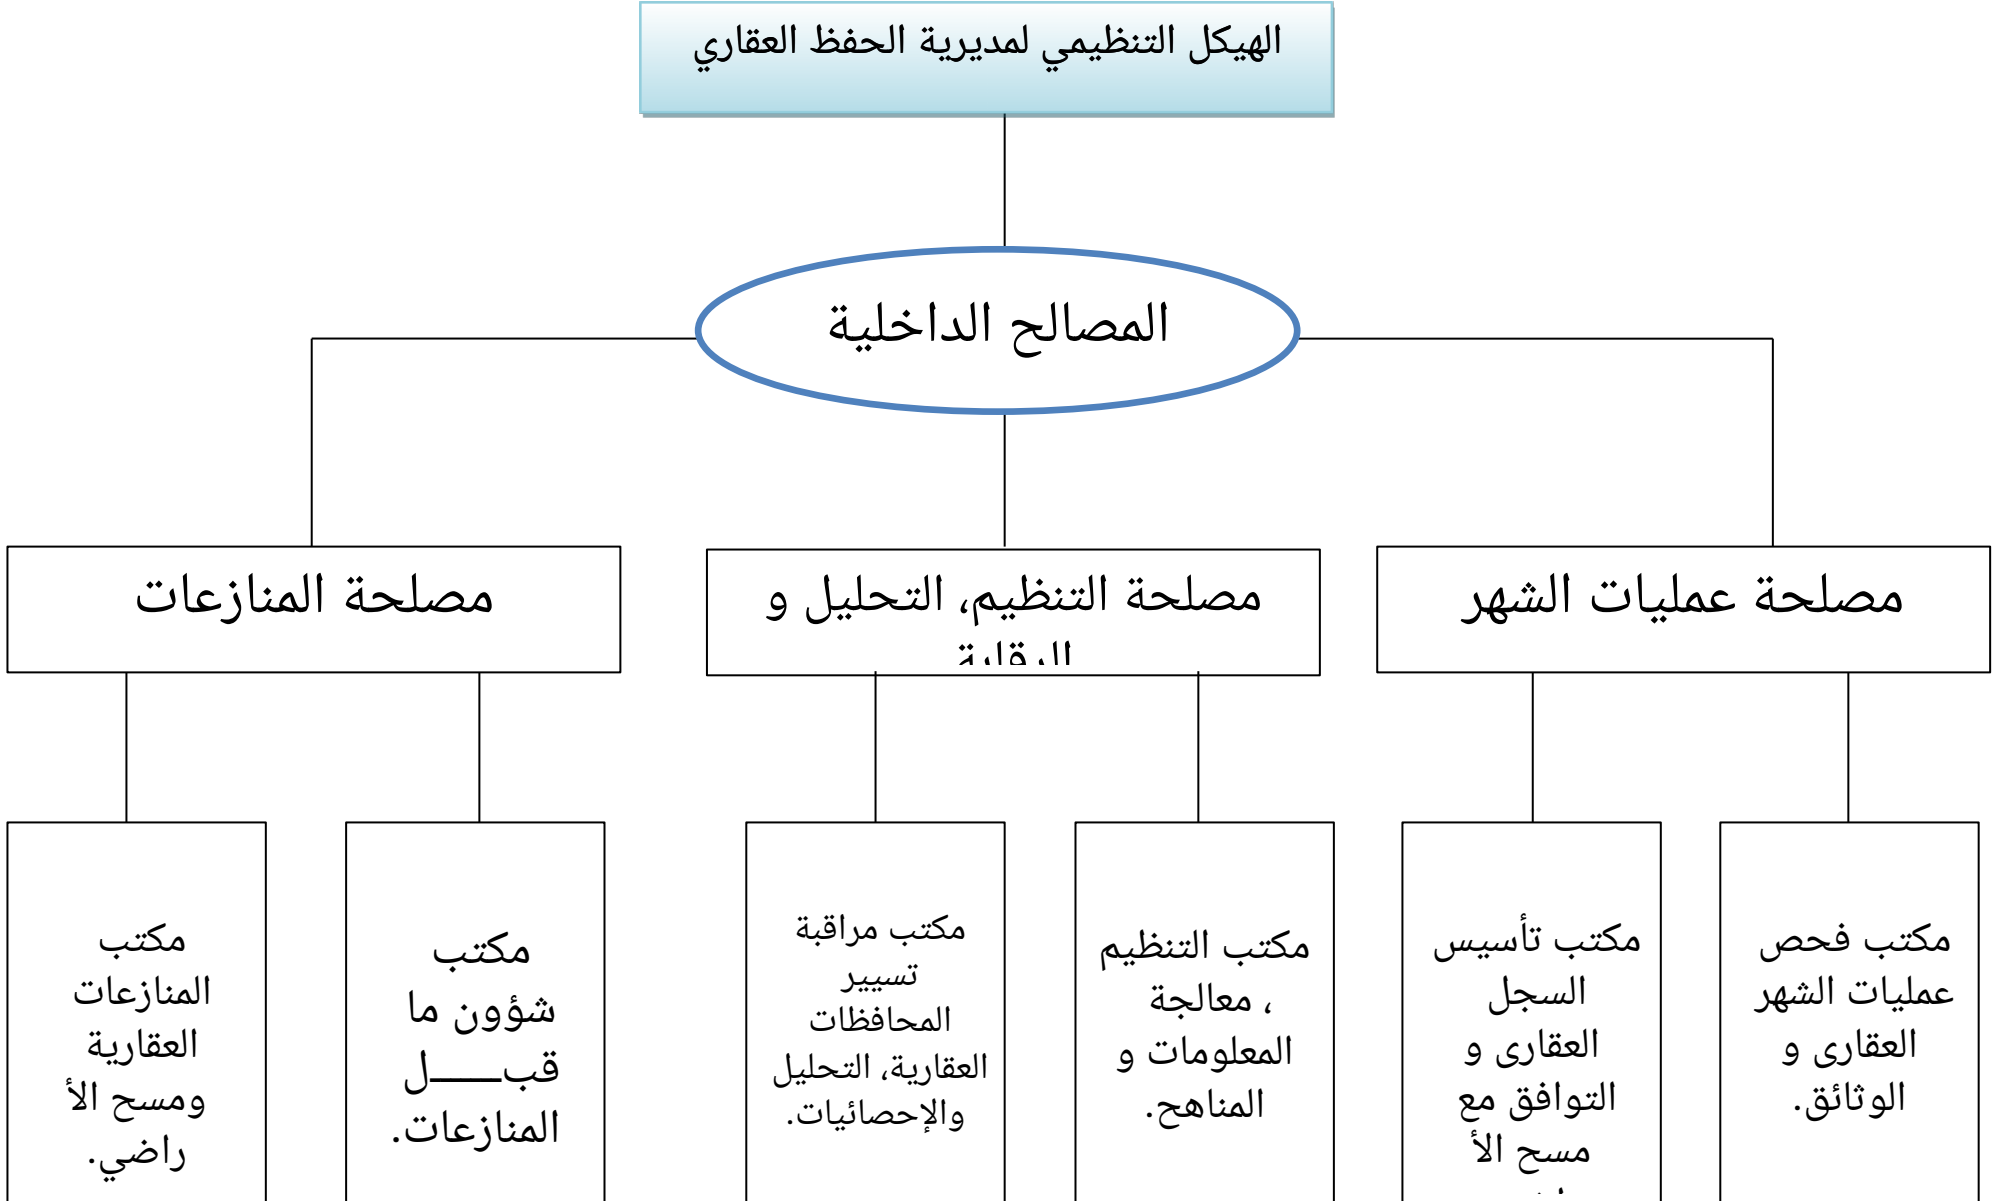 الهيكل التنظيمي لمديرية الحفظ العقاري
المصالح الداخلية
مصلحة عمليات الشهر
مصلحة التنظيم، التحليل و
الرقابة
مصلحة المنازعات
مكتب فحص
عمليات الشهر
العقارى و
الوثائق.
مكتب تأسيس
السجل
العقارى و
التوافق مع
مسح الأ
مكتب التنظيم
، معالجة
المعلومات و
المناهح.
مكتب مراقبة
تسيير
المحافظات
العقارية، التحليل
والإحصائيات.
مكتب
شؤون ما
قبـــــل
المنازعات.
مكتب
المنازعات
العقارية
ومسح الأ
راضي.